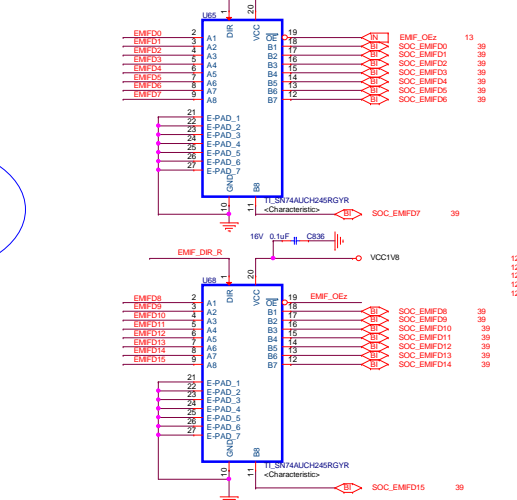 U65
1
20
DIR
VCC
EMIFD0 2 A1 OE 19 IN EMIF_OEz 13
EMIFD1 3 A2 B1 18 BI SOC_EMIFD0 39
EMIFD2 4 A3 B2 17 BI SOC_EMIFD1 39
EMIFD3 5 A4 B3 16 BI SOC_EMIFD2 39
EMIFD4 6 A5 B4 15 BI SOC_EMIFD3 39
EMIFD5 7 A6 B5 14 BI SOC_EMIFD4 39
EMIFD6 8 A7 B6 13 BI SOC_EMIFD5 39
EMIFD7 9 A8 B7 12 BI SOC_EMIFD6 39
21 E-PAD_1
22 E-PAD_2
23 E-PAD_3
24 E-PAD_4
25 E-PAD_5
26 E-PAD_6
27 E-PAD_7
GND B8
10 11
TI_SN74AUCH245RGYR
<Characteristic>
BI SOC_EMIFD7 39
16V 0.1uF C836
EMIF_DIR_R
VCC1V8
U68
1
20
DIR
VCC
EMIFD8 2 A1 OE 19 EMIF_OEz
EMIFD9 3 A2 B1 18 BI SOC_EMIFD8 39
EMIFD10 4 A3 B2 17 BI SOC_EMIFD9 39
EMIFD11 5 A4 B3 16 BI SOC_EMIFD10 39
EMIFD12 6 A5 B4 15 BI SOC_EMIFD11 39
EMIFD13 7 A6 B5 14 BI SOC_EMIFD12 39
EMIFD14 8 A7 B6 13 BI SOC_EMIFD13 39
EMIFD15 9 A8 B7 12 BI SOC_EMIFD14 39
21 E-PAD_1
22 E-PAD_2
23 E-PAD_3
24 E-PAD_4
25 E-PAD_5
26 E-PAD_6
27 E-PAD_7
GND B8
10 11
TI_SN74AUCH245RGYR
<Characteristic>
BI SOC_EMIFD15 39